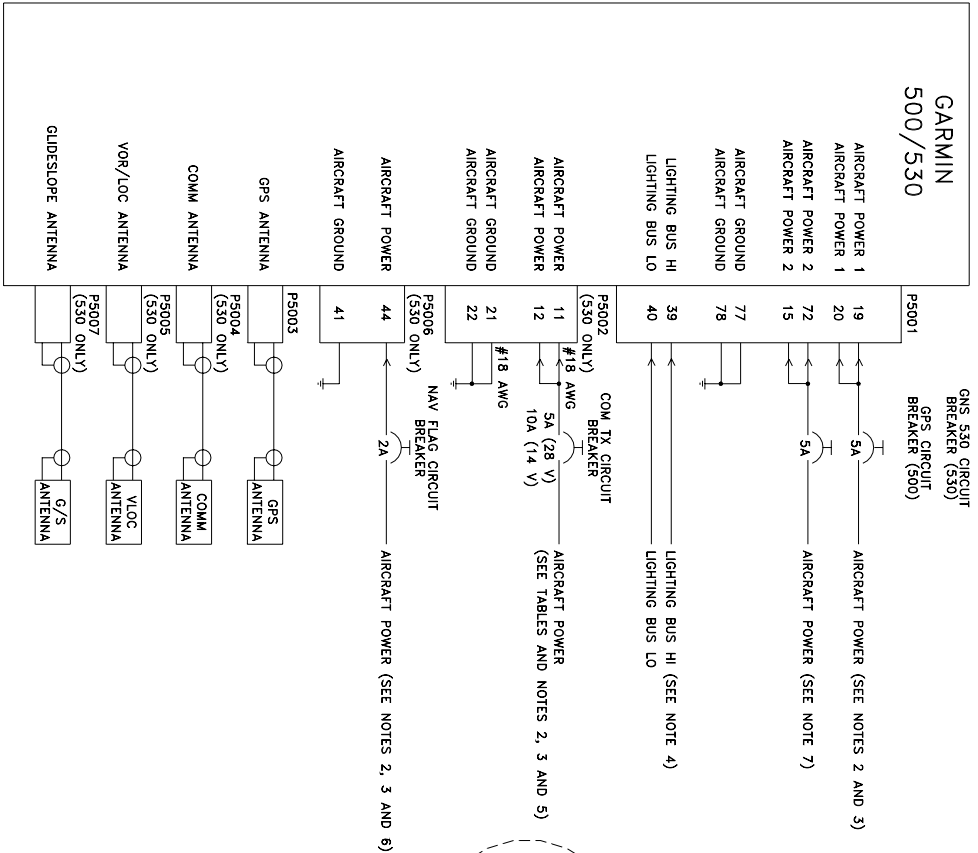 GARMIN
500/530
GNS 530 CIRCUIT
BREAKER (530)
GPS CIRCUIT
BREAKER (500)
P5001
AIRCRAFT POWER 1 19 5A AIRCRAFT POWER (SEE NOTES 2 AND 3)
AIRCRAFT POWER 1 20
AIRCRAFT POWER 2 72 5A AIRCRAFT POWER (SEE NOTE 7)
AIRCRAFT POWER 2 15
AIRCRAFT GROUND 77
AIRCRAFT GROUND 78
LIGHTING BUS HI 39 LIGHTING BUS HI (SEE NOTE 4)
LIGHTING BUS LO 40 LIGHTING BUS LO
P5002
(530 ONLY)
COM TX CIRCUIT
BREAKER
#18 AWG
AIRCRAFT POWER 11 5A (28 V) AIRCRAFT POWER
AIRCRAFT POWER 12 10A (14 V) (SEE TABLES AND NOTES 2, 3 AND 5)
AIRCRAFT GROUND 21
#18 AWG
AIRCRAFT GROUND 22
P5006
(530 ONLY)
NAV FLAG CIRCUIT
BREAKER
AIRCRAFT POWER 44 2A AIRCRAFT POWER (SEE NOTES 2, 3 AND 6)
AIRCRAFT GROUND 41
P5003
GPS ANTENNA
GPS
ANTENNA
P5004
(530 ONLY)
COMM ANTENNA
COMM
ANTENNA
P5005
(530 ONLY)
VOR/LOC ANTENNA
VLOC
ANTENNA
P5007
(530 ONLY)
GLIDESLOPE ANTENNA
G/S
ANTENNA